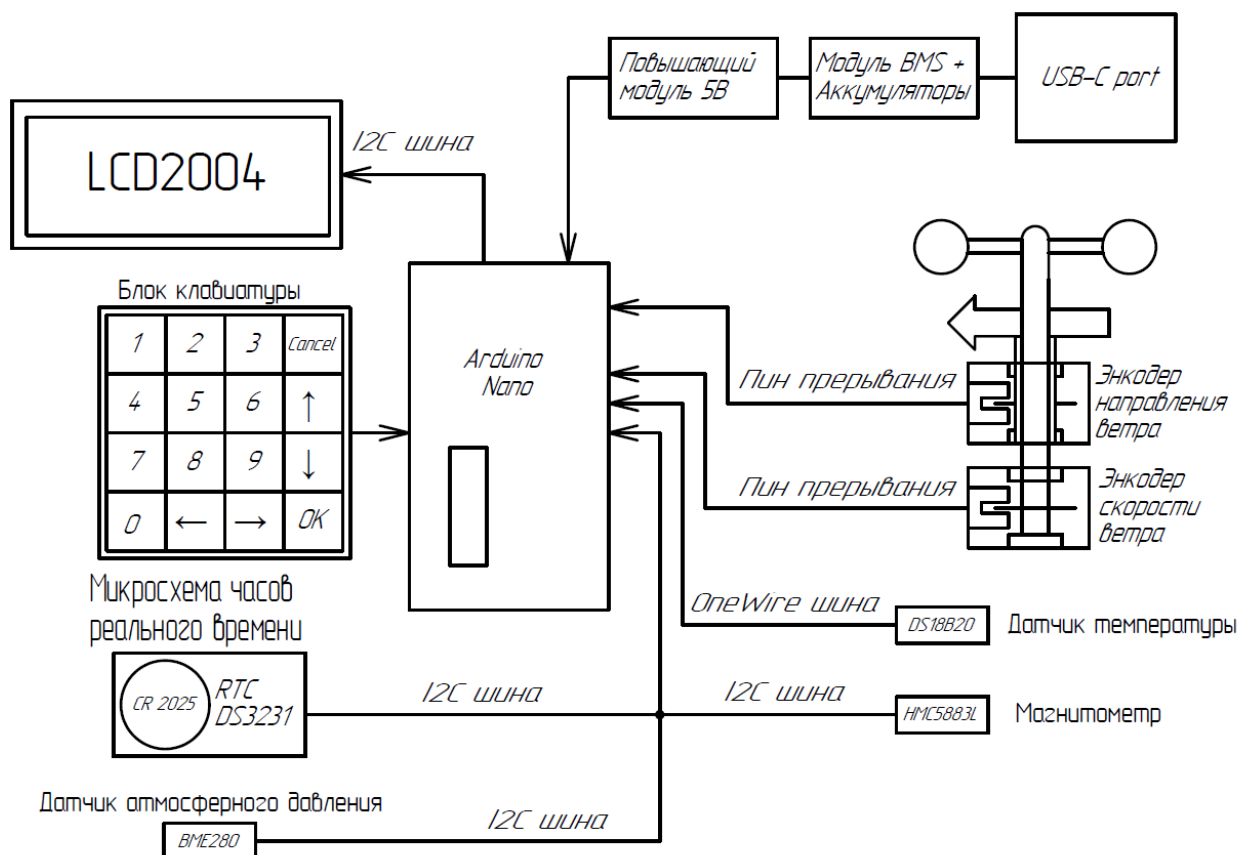 Повышающий
модуль 5В
Модуль BMS +
Аккумуляторы
USB-C port
I2C шина
LCD2004
Блок клавиатуры
1 2 3 Cancel
4 5 6 ↑
7 8 9 ↓
0 ← → OK
Arduino
Nano
Пин прерывания
Энкодер
направления
ветра
Пин прерывания
Энкодер
скорости
ветра
Микросхема часов
реального времени
CR 2025
RTC
DS3231
OneWire шина
DS18B20
Датчик температуры
I2C шина
I2C шина
HMC5883L
Магнитометр
Датчик атмосферного давления
BME280
I2C шина